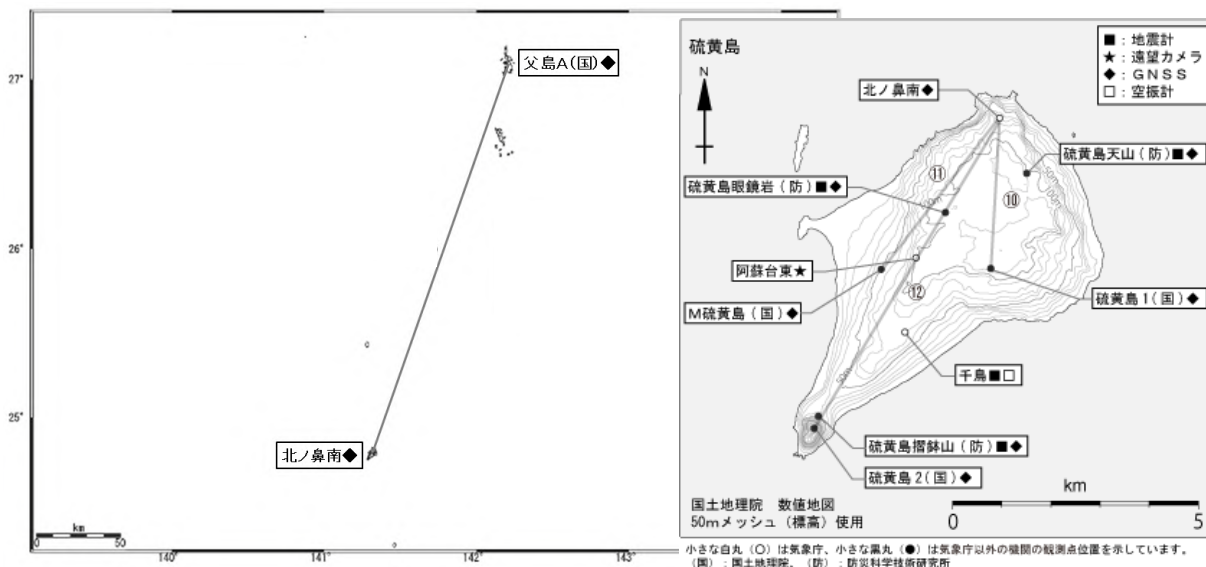 27°
26°
25°
140°
141°
142°
143°
父島A(国)◆
北ノ鼻南◆
km
0
50
硫黄島
N
■:地震計
★:遠望カメラ
◆:GNSS
□:空振計
北ノ鼻南◆
硫黄島天山(防)■◆
硫黄島眼鏡岩(防)■◆
⑪
⑩
100m
阿蘇台東★
⑫
M硫黄島(国)◆
硫黄島1(国)◆
千鳥■□
50m
硫黄島摺鉢山(防)■◆
硫黄島2(国)◆
国土地理院 数値地図
50mメッシュ(標高)使用
km
0
5
小さな白丸(○)は気象庁、小さな黒丸(●)は気象庁以外の機関の観測点位置を示しています。
(国):国土地理院、(防):防災科学技術研究所